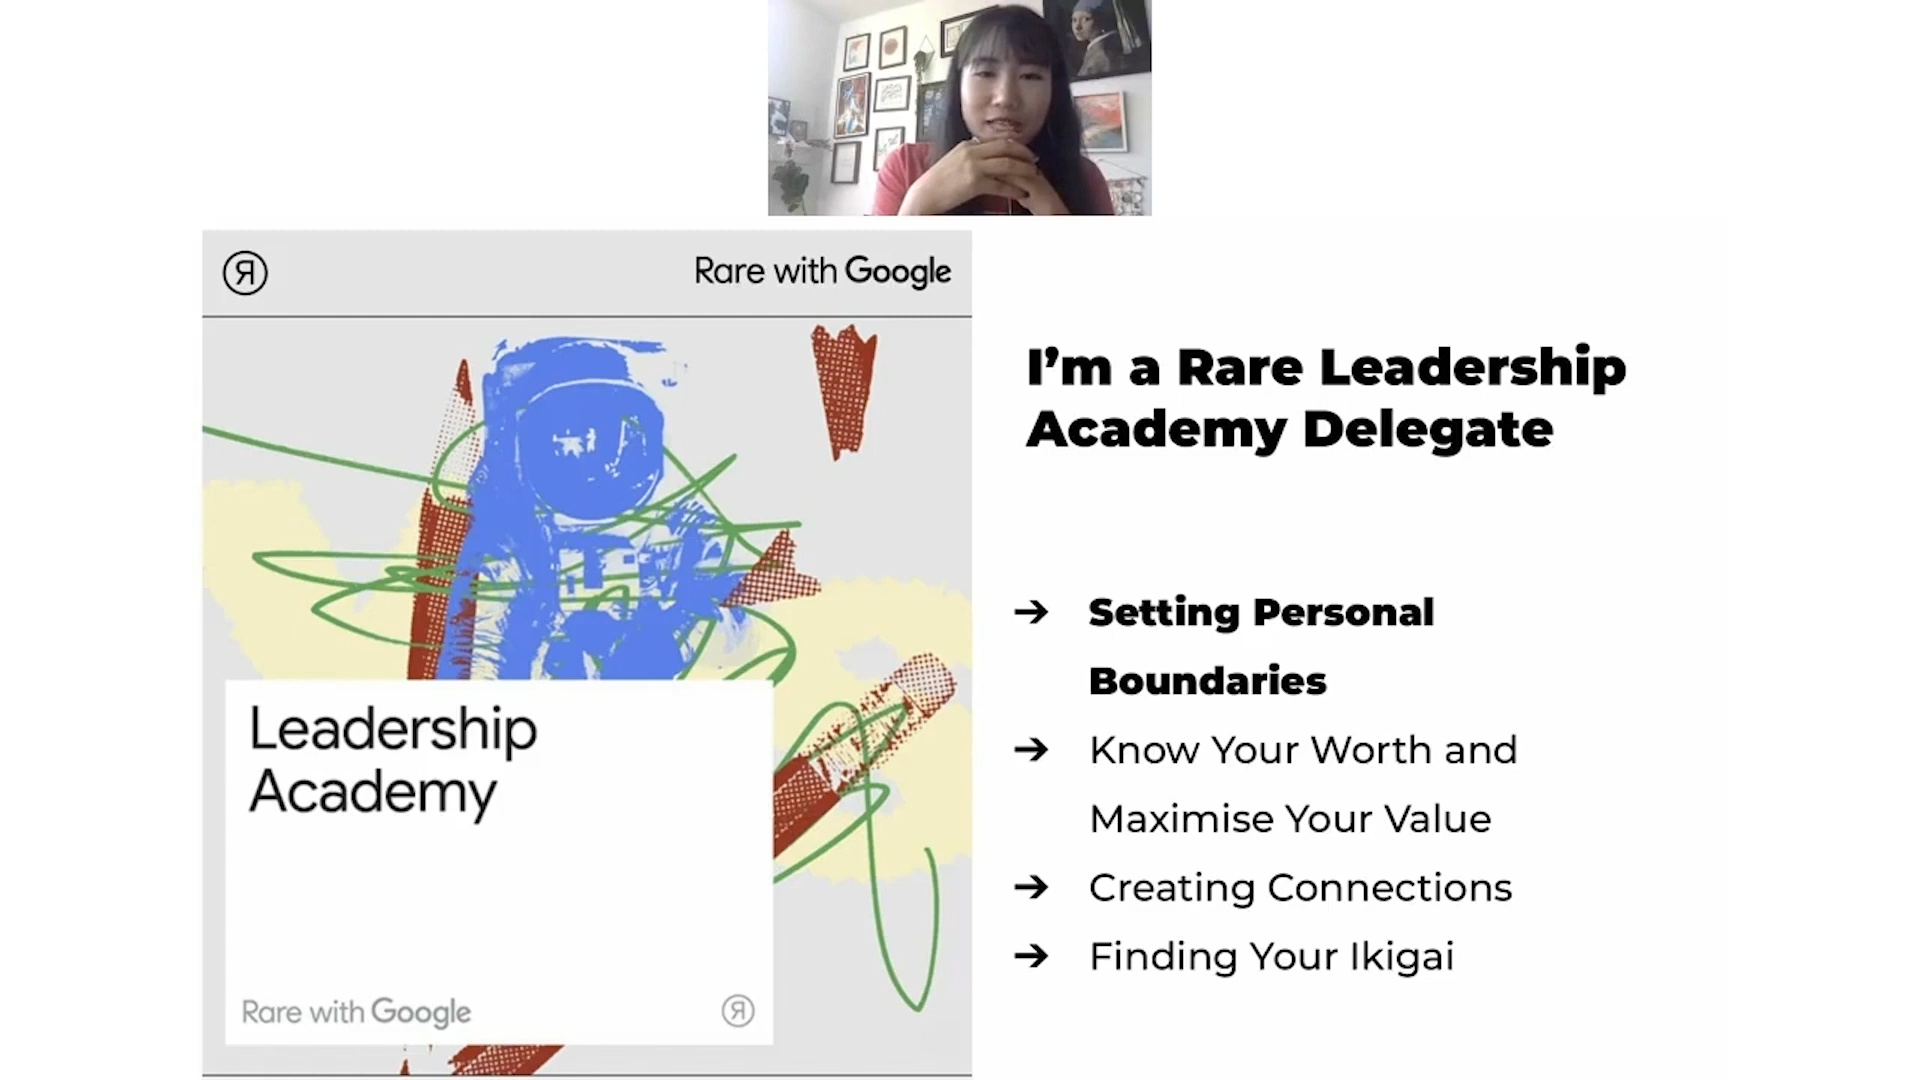 Rare with Google
I’m a Rare Leadership
Academy Delegate
➔ Setting Personal
Boundaries
➔ Know Your Worth and
Maximise Your Value
➔ Creating Connections
➔ Finding Your Ikigai
Leadership
Academy
Rare with Google